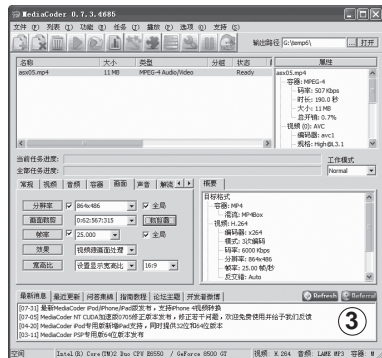 MediaCoder 0.7.3.4685
文件 (F) 列表 (I) 功能 (M) 任务 (J) 播放 (P) 选项 (O) 支持 (S)
输出路径 G:\temp6\ ... 打开
名称 大小 类型 分组 状态
asx05.mp4 11 MB MPEG-4 Audio/Video Ready
属性
asx05.mp4
容器: MPEG-4
码率: 507 Kbps
时长: 190.0 秒
大小: 11 MB
总开销: 0.7%
视频 (0): AVC
编码器: avc1
规格: High@L3.1
当前任务进度:
全部任务进度:
工作模式
Normal
常规 视频 音频 容器 画面 声音 解流
摘要
分辨率 864x486 全局
画面裁剪 0:62:567:315 裁剪器
帧率 25.000 全局
效果 视频液画面处理
宽高比 设置显示宽高比 16:9
目标格式
容器: MP4
混流: MP4Box
视频: H.264
编码器: x264
模式: 3次编码
码率: 6000 Kbps
分辨率: 864x486
帧率: 25.00 帧/秒
反交错: Auto
最新消息 最近更新 问答集锦 指南教程 论坛主题 开发者微博 Refresh Referral
[07-31] 最新MediaCoder iPod/iPhone/iPad版发布，支持iPhone 4视频转换
[07-05] MediaCoder NT CUDA加速版0705修正版本发布，修正若干问题，欢迎免费使用并给予我们反馈
[04-20] MediaCoder iPod专用版新增iPad支持，同时提供32位和64位版本
[03-11] MediaCoder PSP专用版64位版本发布
③
空闲 Intel(R) Core(TM)2 Duo CPU E6550 / GeForce 8500 GT 视频: H.264 音频: LAME MP3 容器: M